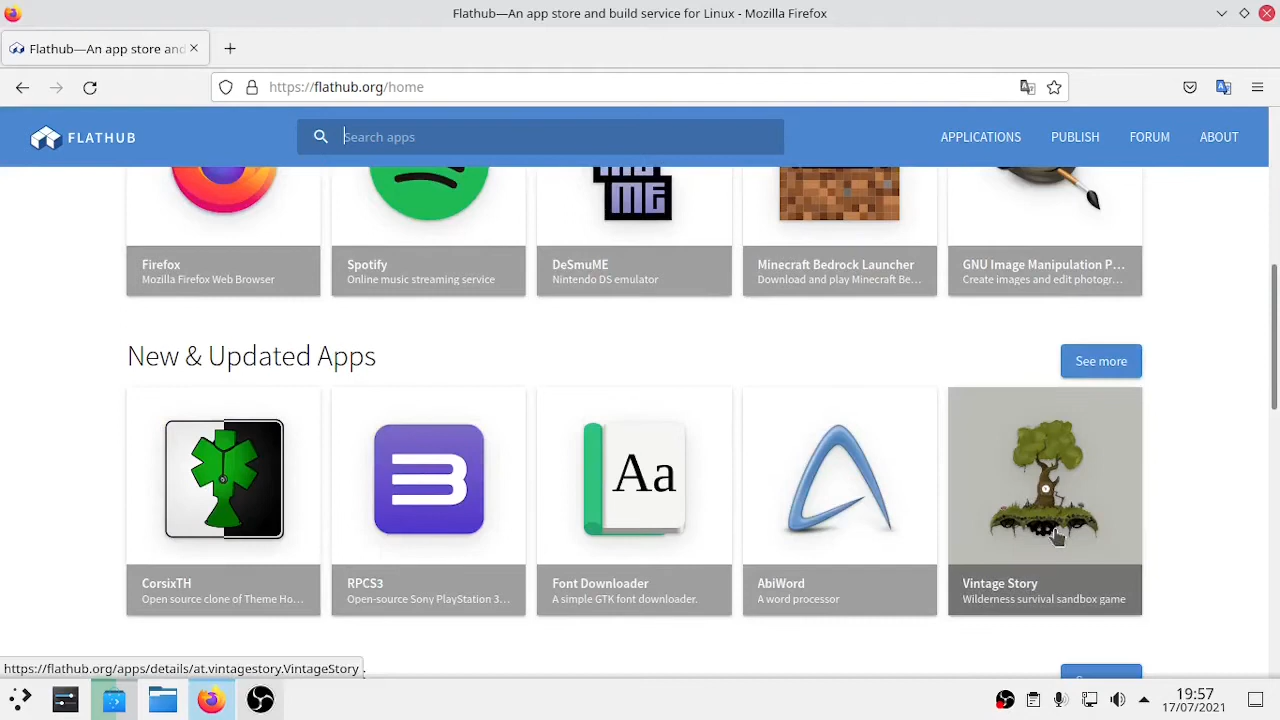 Flathub—An app store and build service for Linux - Mozilla Firefox
Flathub—An app store and
https://flathub.org/home
FLATHUB
Search apps
APPLICATIONS
PUBLISH
FORUM
ABOUT
ME
Firefox
Mozilla Firefox Web Browser
Spotify
Online music streaming service
DeSmuME
Nintendo DS emulator
Minecraft Bedrock Launcher
Download and play Minecraft Be...
GNU Image Manipulation P...
Create images and edit photogr...
New & Updated Apps
See more
Aa
CorsixTH
Open source clone of Theme Ho...
RPCS3
Open-source Sony PlayStation 3...
Font Downloader
A simple GTK font downloader.
AbiWord
A word processor
Vintage Story
Wilderness survival sandbox game
https://flathub.org/apps/details/at.vintagestory.VintageStory
19:57
17/07/2021